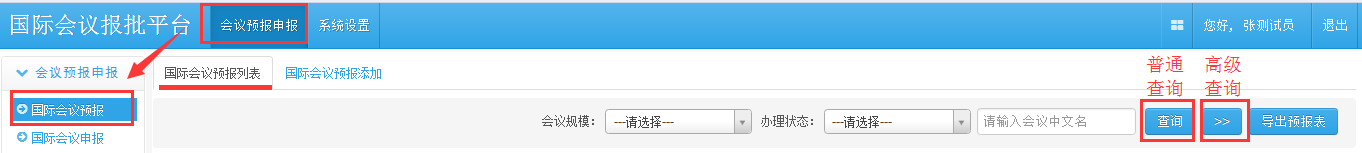 国际会议报批平台 会议预报申报 系统设置 您好, 张测试员 退出
会议预报申报 国际会议预报列表 国际会议预报添加
普通
查询
高级
查询
国际会议预报
会议规模: ---请选择--- 办理状态: ---请选择--- 请输入会议中文名 查询 >> 导出预报表
国际会议申报